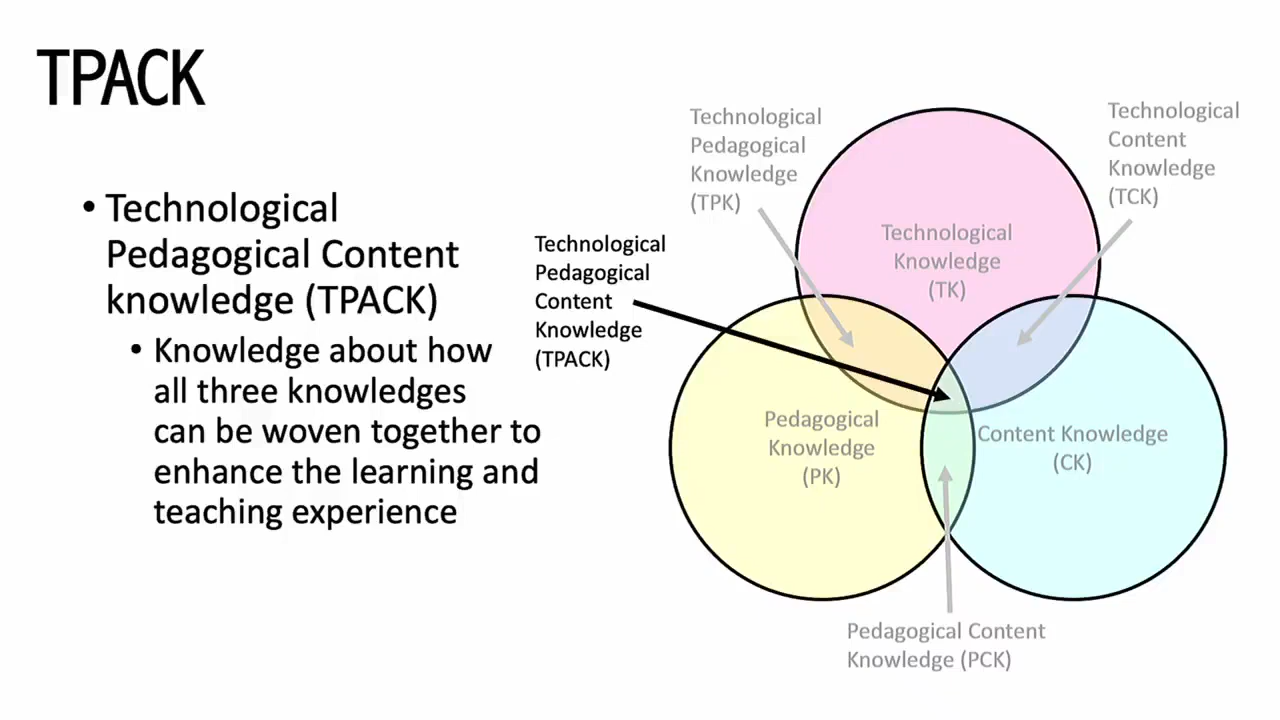 TPACK
• Technological
Pedagogical Content
knowledge (TPACK)
• Knowledge about how
all three knowledges
can be woven together to
enhance the learning and
teaching experience
Technological
Pedagogical
Knowledge
(TPK)
Technological
Content
Knowledge
(TCK)
Technological
Pedagogical
Content
Knowledge
(TPACK)
Technological
Knowledge
(TK)
Pedagogical
Knowledge
(PK)
Content Knowledge
(CK)
Pedagogical Content
Knowledge (PCK)